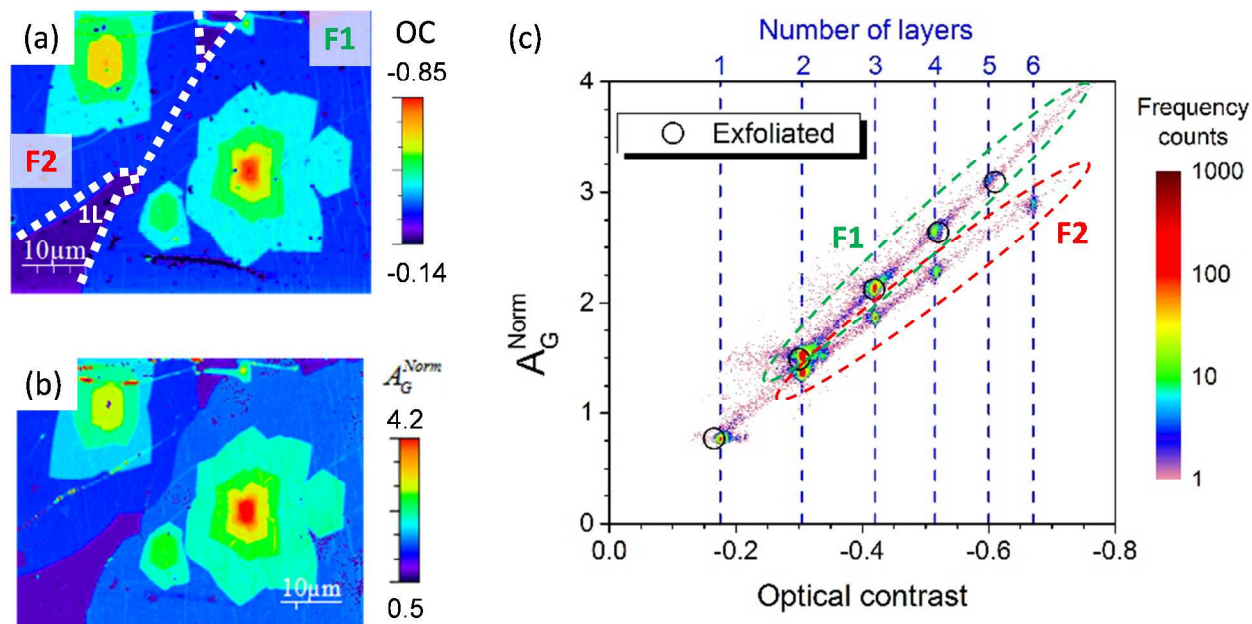 (a)
F1
F2
1L
10μm
OC
-0.85
-0.14
(b)
10μm
A_G^Norm
4.2
0.5
(c)
Number of layers
1 2 3 4 5 6
Exfoliated
F1
F2
A_G^Norm
4
3
2
1
0
0.0 -0.2 -0.4 -0.6 -0.8
Optical contrast
Frequency
counts
1000
100
10
1